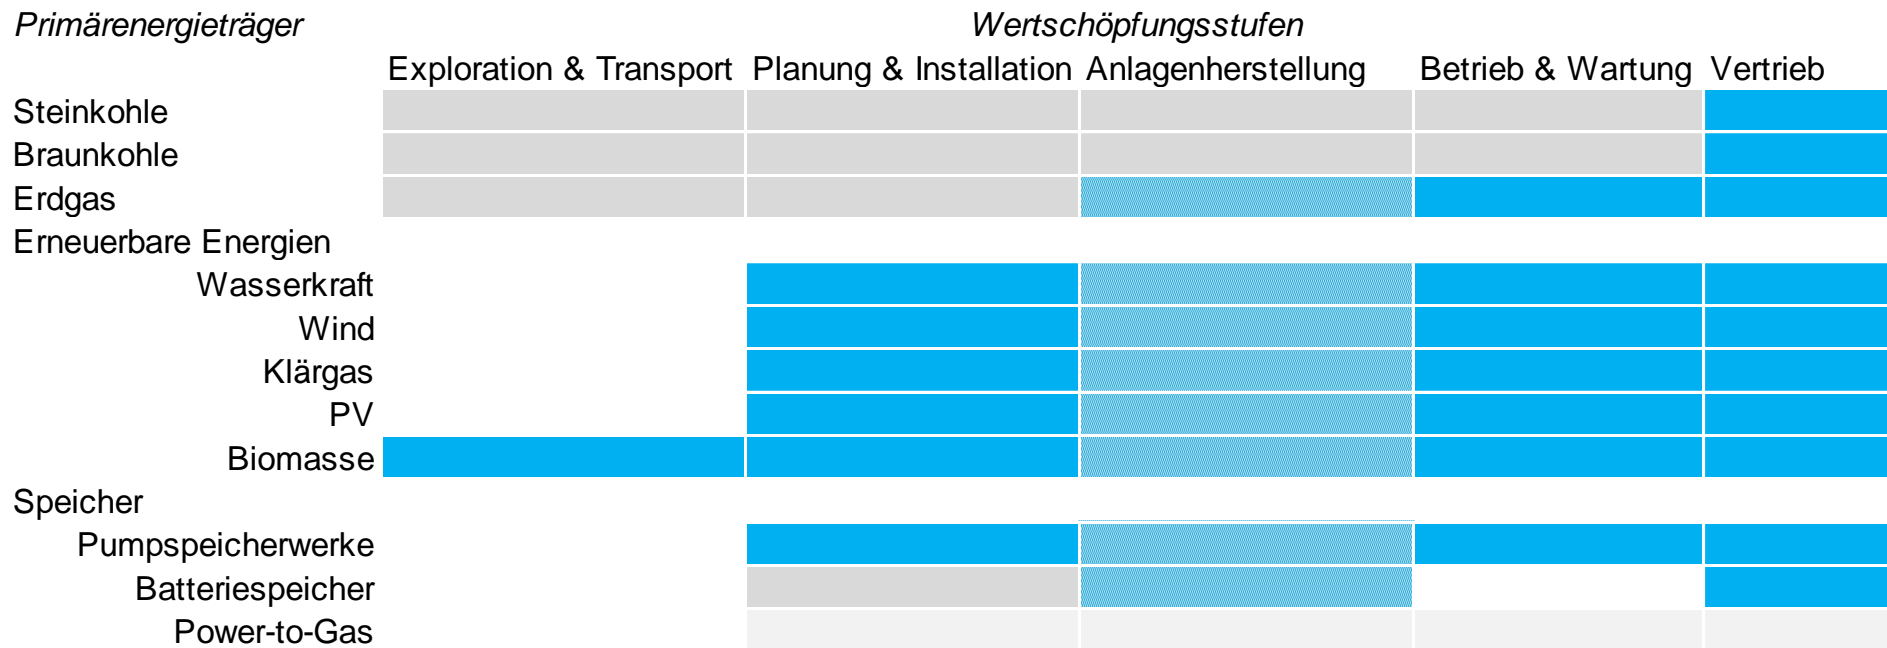 Primärenergieträger Wertschöpfungsstufen
Exploration & Transport Planung & Installation Anlagenherstellung Betrieb & Wartung Vertrieb
Steinkohle
Braunkohle
Erdgas
Erneuerbare Energien
Wasserkraft
Wind
Klärgas
PV
Biomasse
Speicher
Pumpspeicherwerke
Batteriespeicher
Power-to-Gas